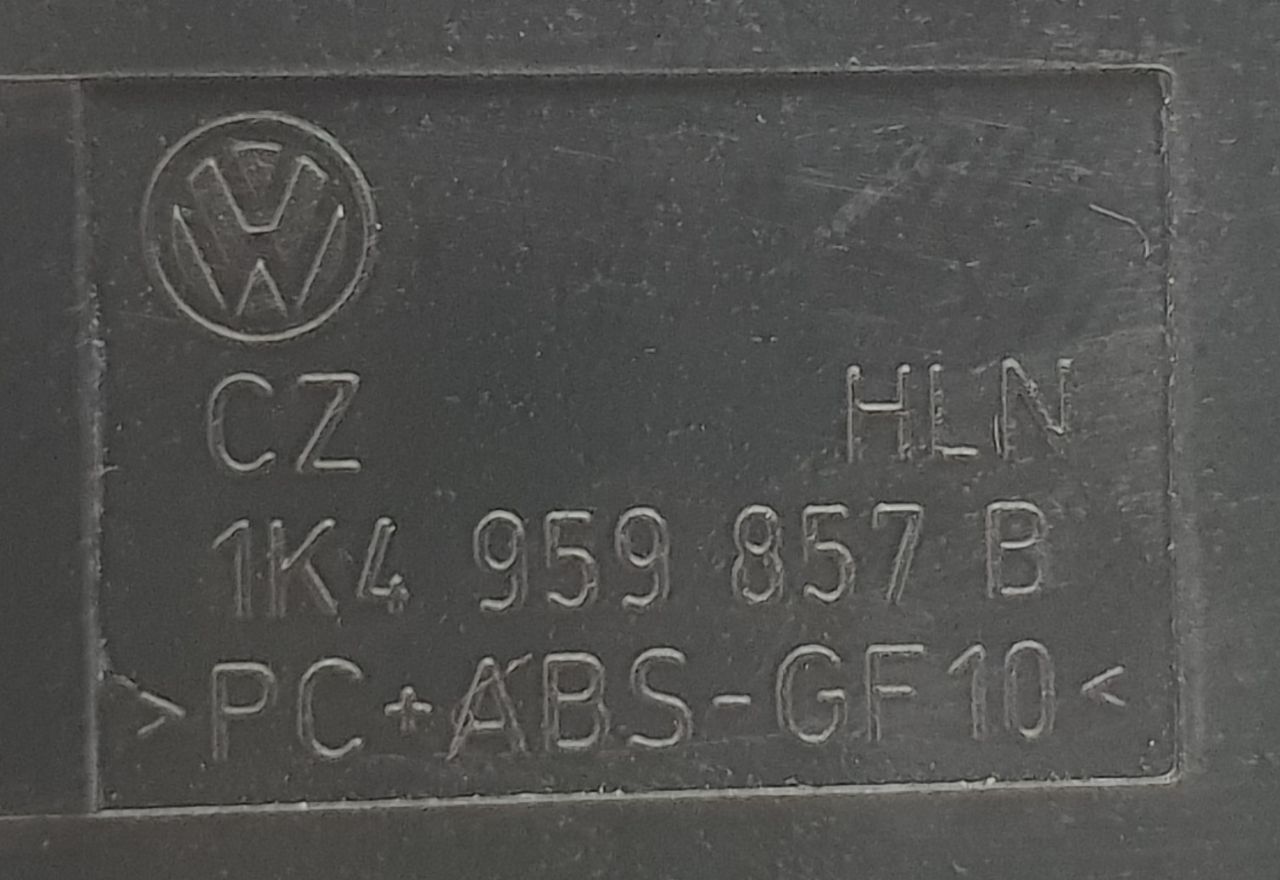 CZ HLN
1K4 959 857 B
>PC+ABS-GF10<